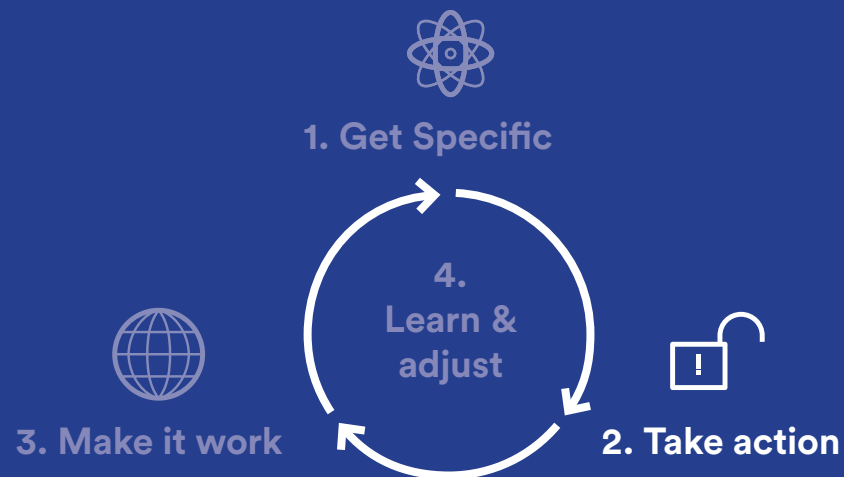 1. Get Specific
4.
Learn &
adjust
!
3. Make it work
2. Take action